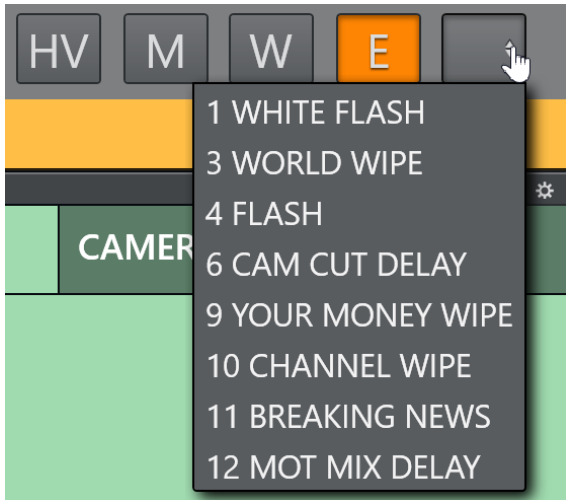 HV M W E
1 WHITE FLASH
3 WORLD WIPE
4 FLASH
CAMER
6 CAM CUT DELAY
9 YOUR MONEY WIPE
10 CHANNEL WIPE
11 BREAKING NEWS
12 MOT MIX DELAY